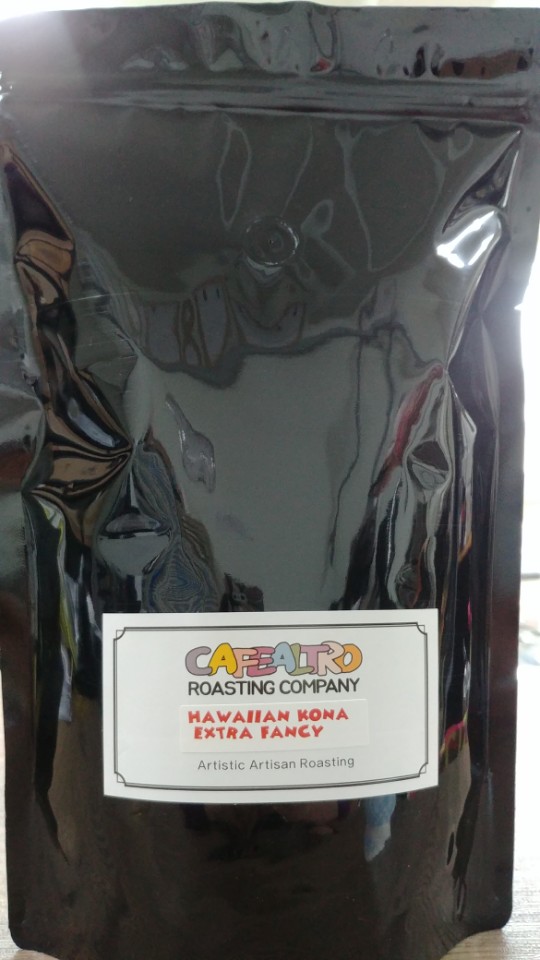 CAFEALTRO
ROASTING COMPANY
HAWAIIAN KONA
EXTRA FANCY
Artistic Artisan Roasting